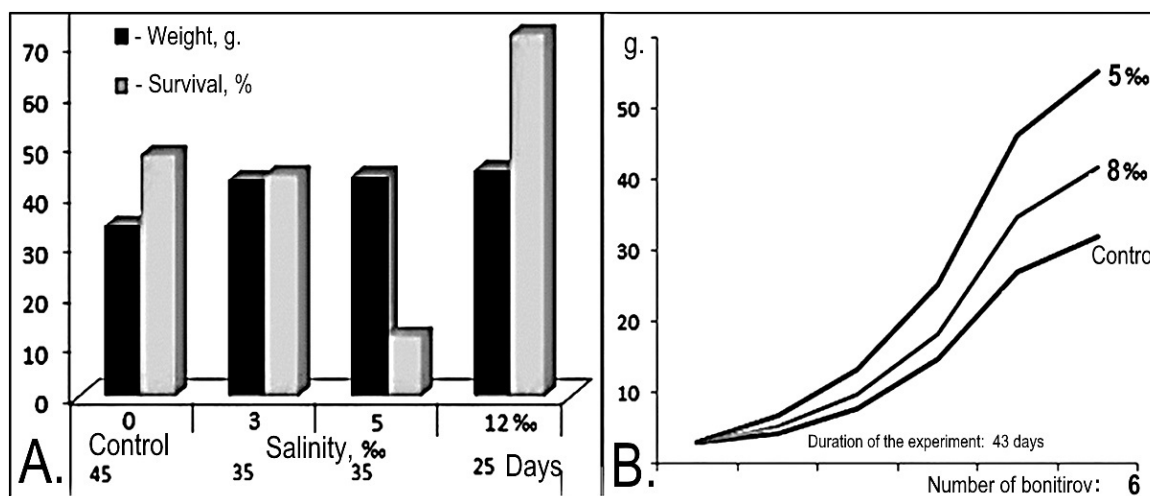 70
60
50
40
30
20
10
0
- Weight, g.
- Survival, %
0 3 5 12 ‰
Control Salinity, ‰
45 35 35 25 Days
A.
g.
50
40
30
20
10
5 ‰
8 ‰
Contro
Duration of the experiment: 43 days
B.
Number of bonitirov: 6